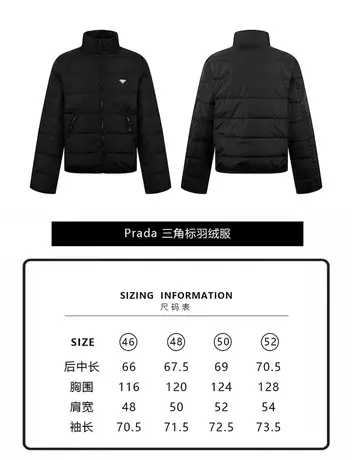 Prada 三角标羽绒服
SIZING INFORMATION
尺码表
SIZE 46 48 50 52
后中长 66 67.5 69 70.5
胸围 116 120 124 128
肩宽 48 50 52 54
袖长 70.5 71.5 72.5 73.5